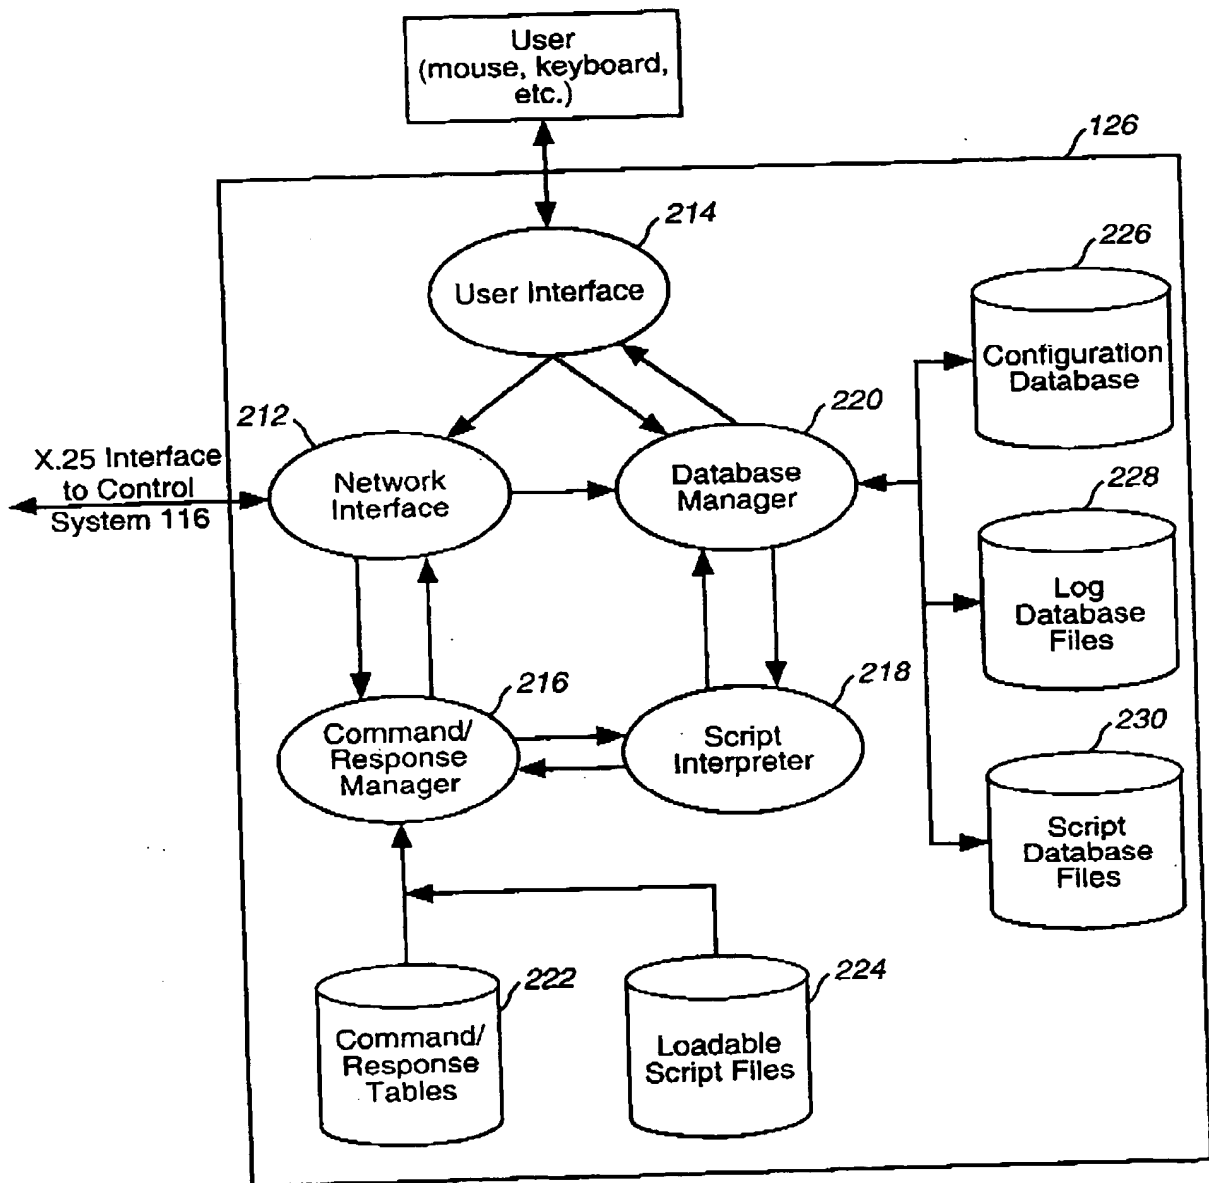 User
(mouse, keyboard,
etc.)
126
214
User Interface
226
Configuration
Database
212
X.25 Interface
to Control
System 116
Network
Interface
220
Database
Manager
228
Log
Database
Files
216
Command/
Response
Manager
218
Script
Interpreter
230
Script
Database
Files
222
Command/
Response
Tables
224
Loadable
Script Files